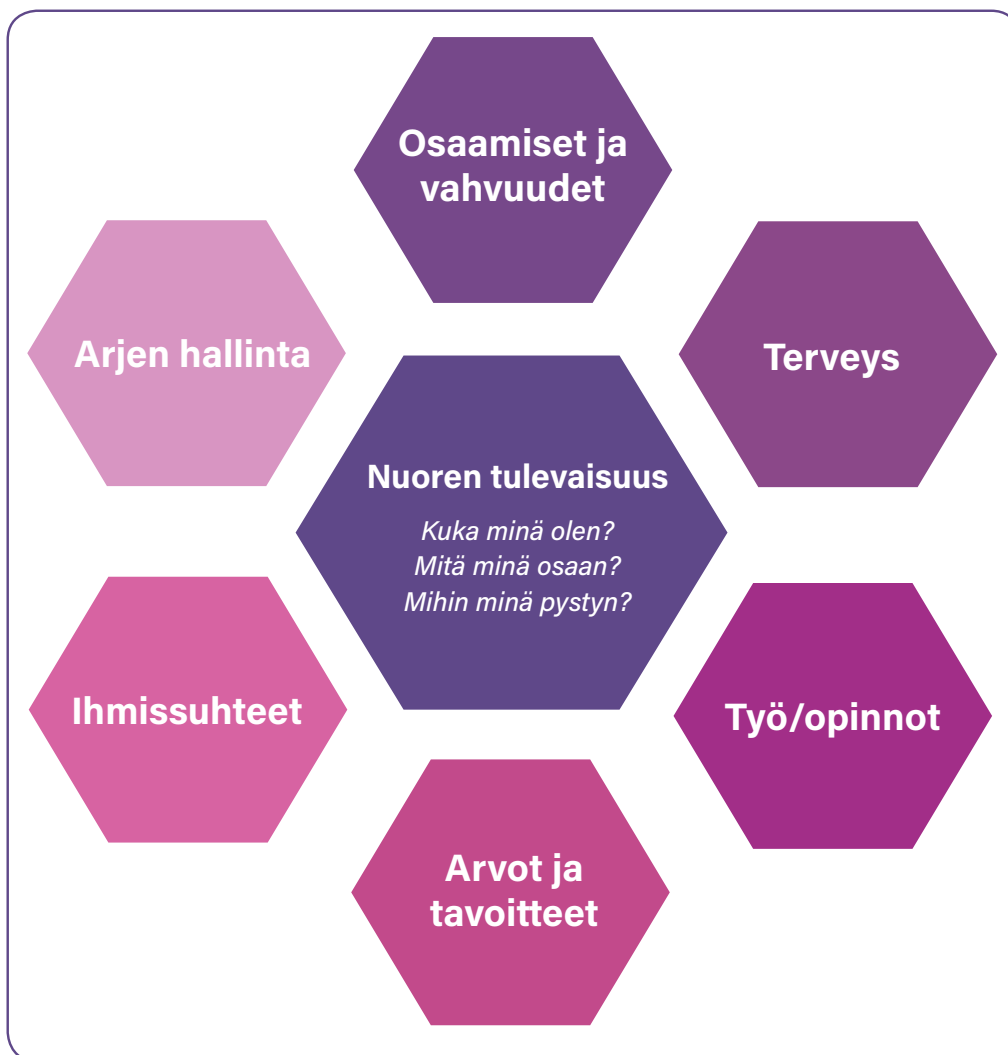 Osaamiset ja
vahvuudet
Arjen hallinta
Terveys
Nuoren tulevaisuus
Kuka minä olen?
Mitä minä osaan?
Mihin minä pystyn?
Ihmissuhteet
Työ/opinnot
Arvot ja
tavoitteet